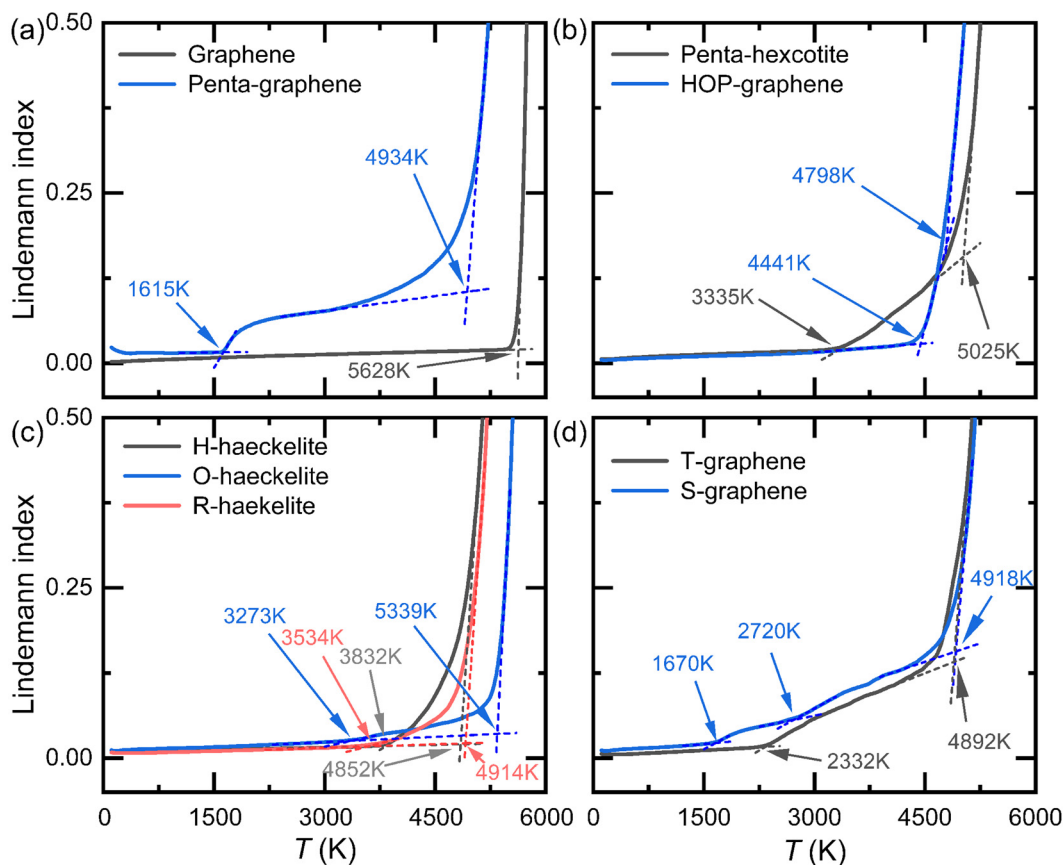 (a)
Graphene
Penta-graphene
4934K
1615K
5628K
0.50
0.25
0.00
Lindemann index
(b)
Penta-hexcotite
HOP-graphene
4798K
4441K
3335K
5025K
(c)
H-haeckelite
O-haeckelite
R-haekelite
3273K
5339K
3534K
3832K
4852K
4914K
0.50
0.25
0.00
Lindemann index
0
1500
3000
4500
6000
T (K)
(d)
T-graphene
S-graphene
4918K
2720K
1670K
4892K
2332K
0
1500
3000
4500
6000
T (K)